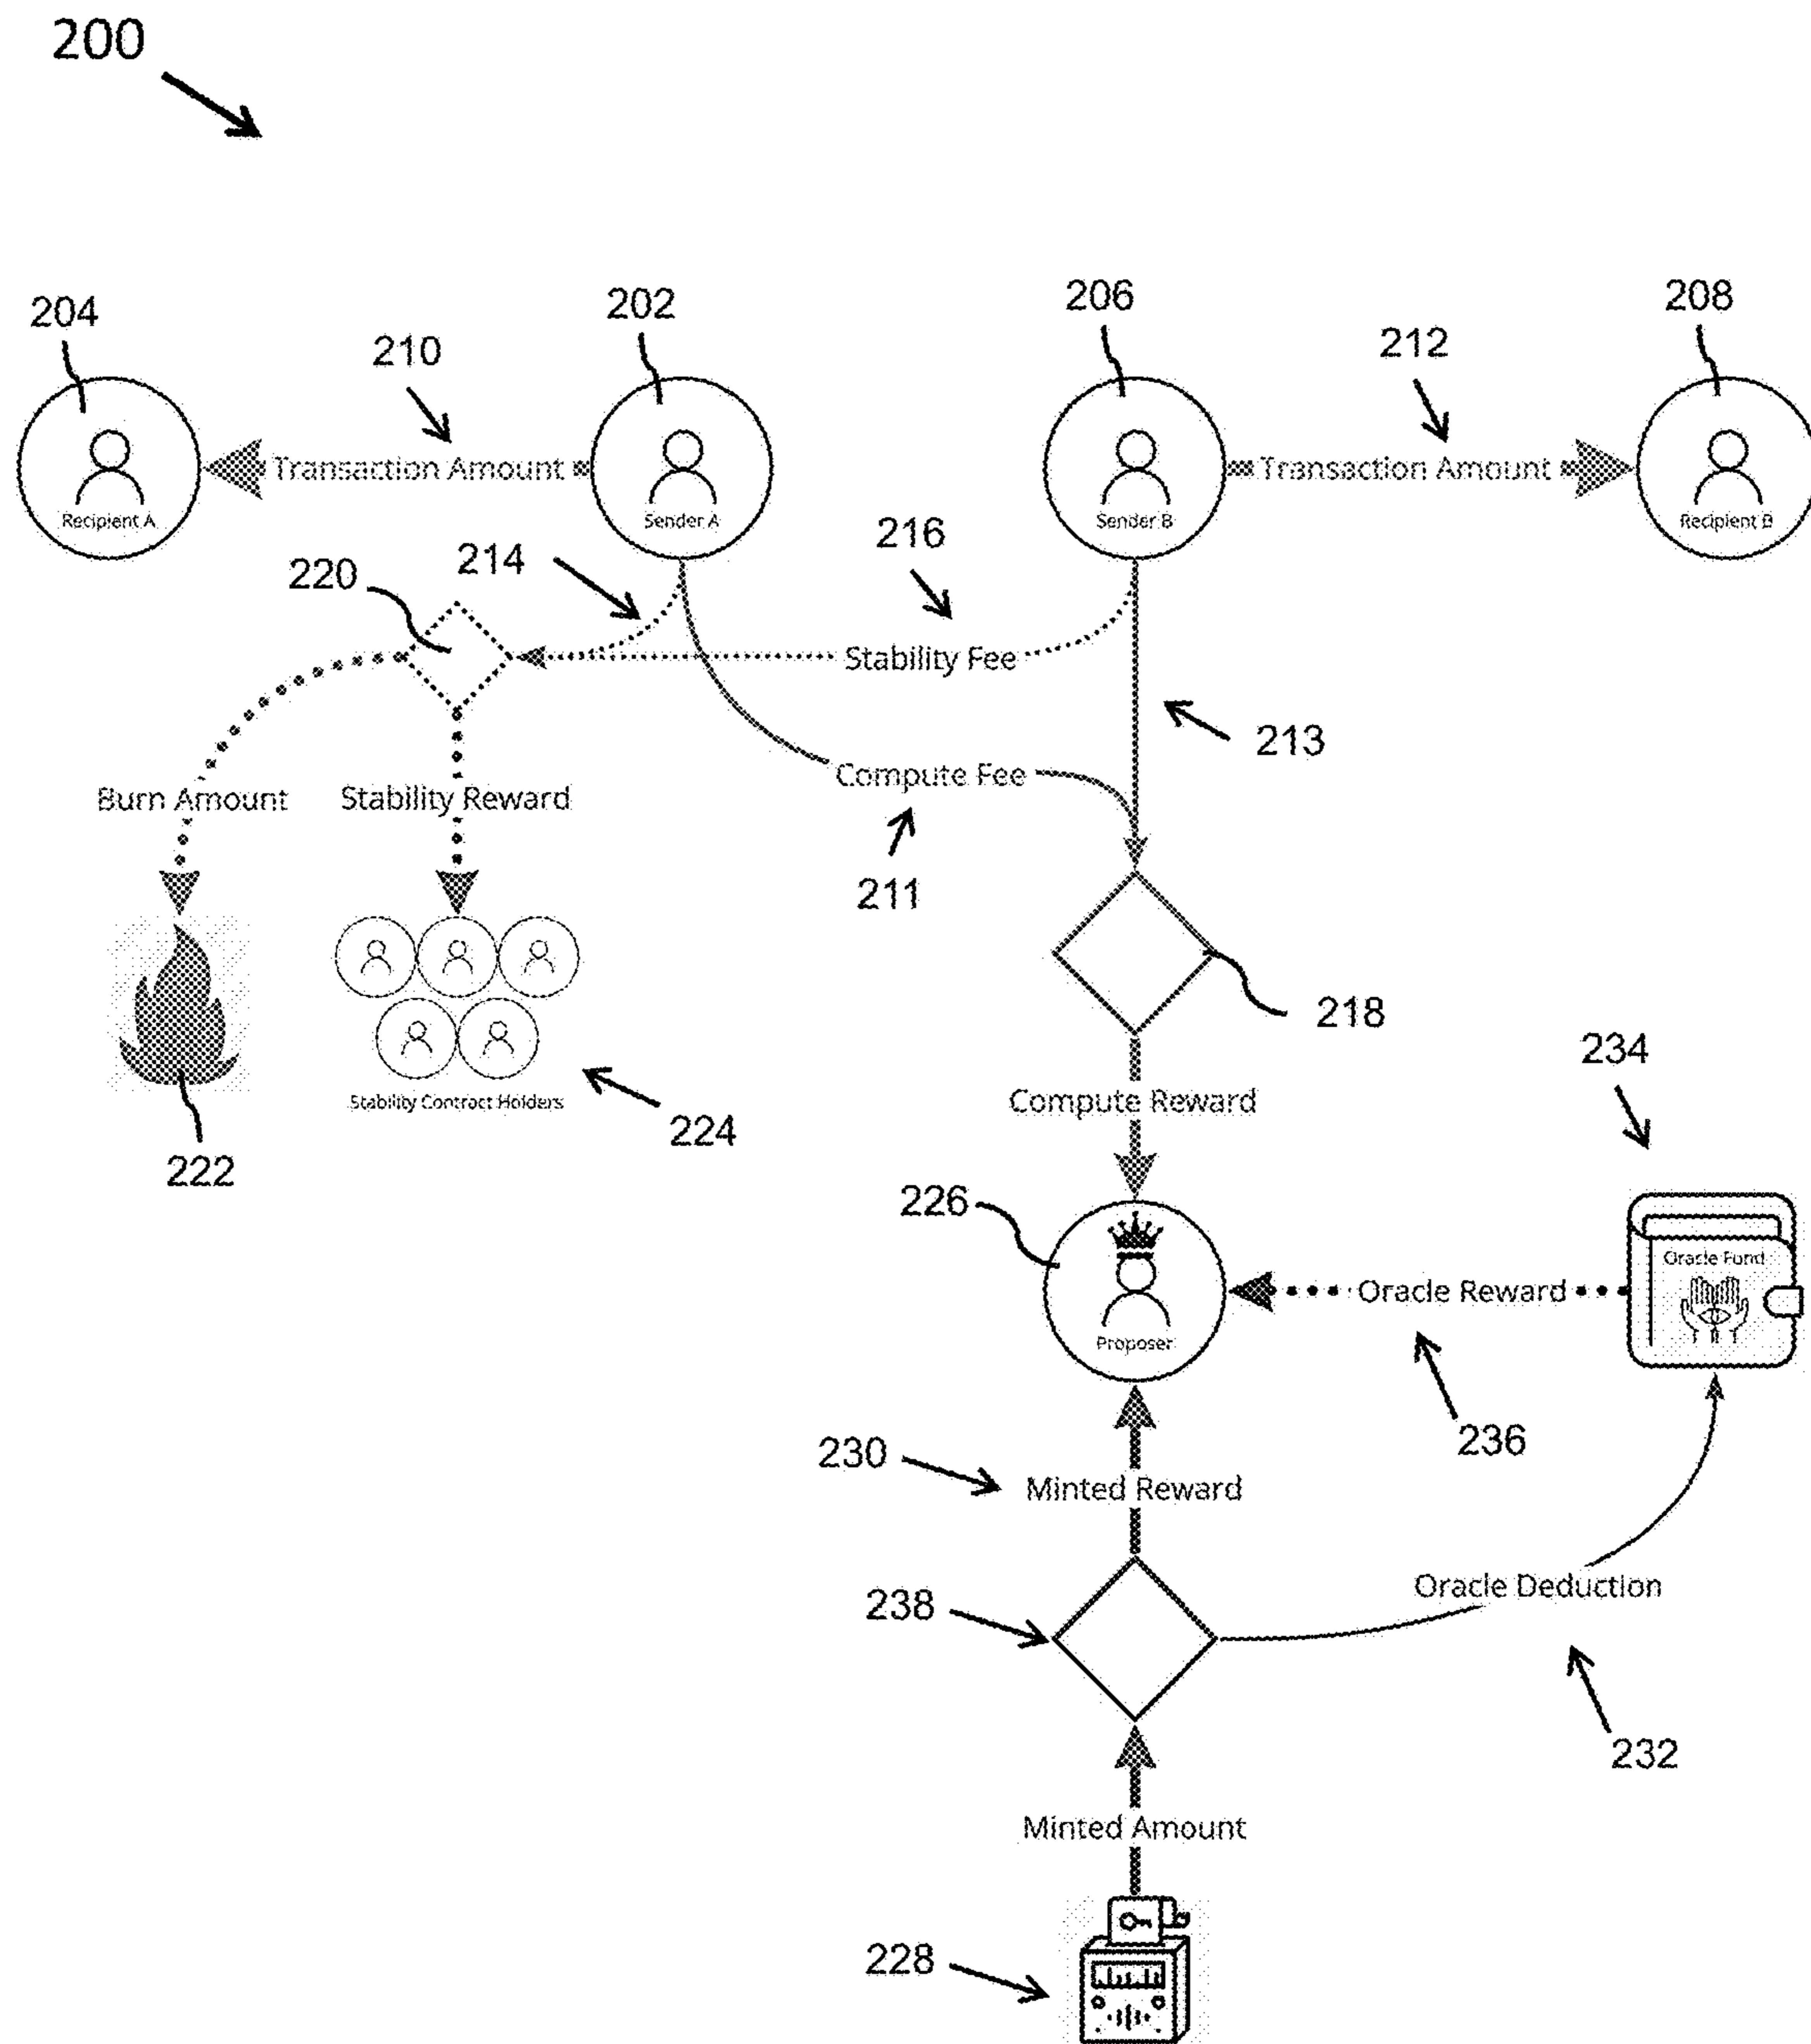 200
204
202
206
208
210
212
Transaction Amount
Transaction Amount
Recipient A
Sender A
Sender B
Recipient B
214
216
220
Stability Fee
213
Compute Fee
Burn Amount
Stability Reward
211
218
Stability Contract Holders
224
222
234
Compute Reward
226
Oracle Fund
Oracle Reward
Proposer
236
230
Minted Reward
Oracle Deduction
238
232
Minted Amount
228